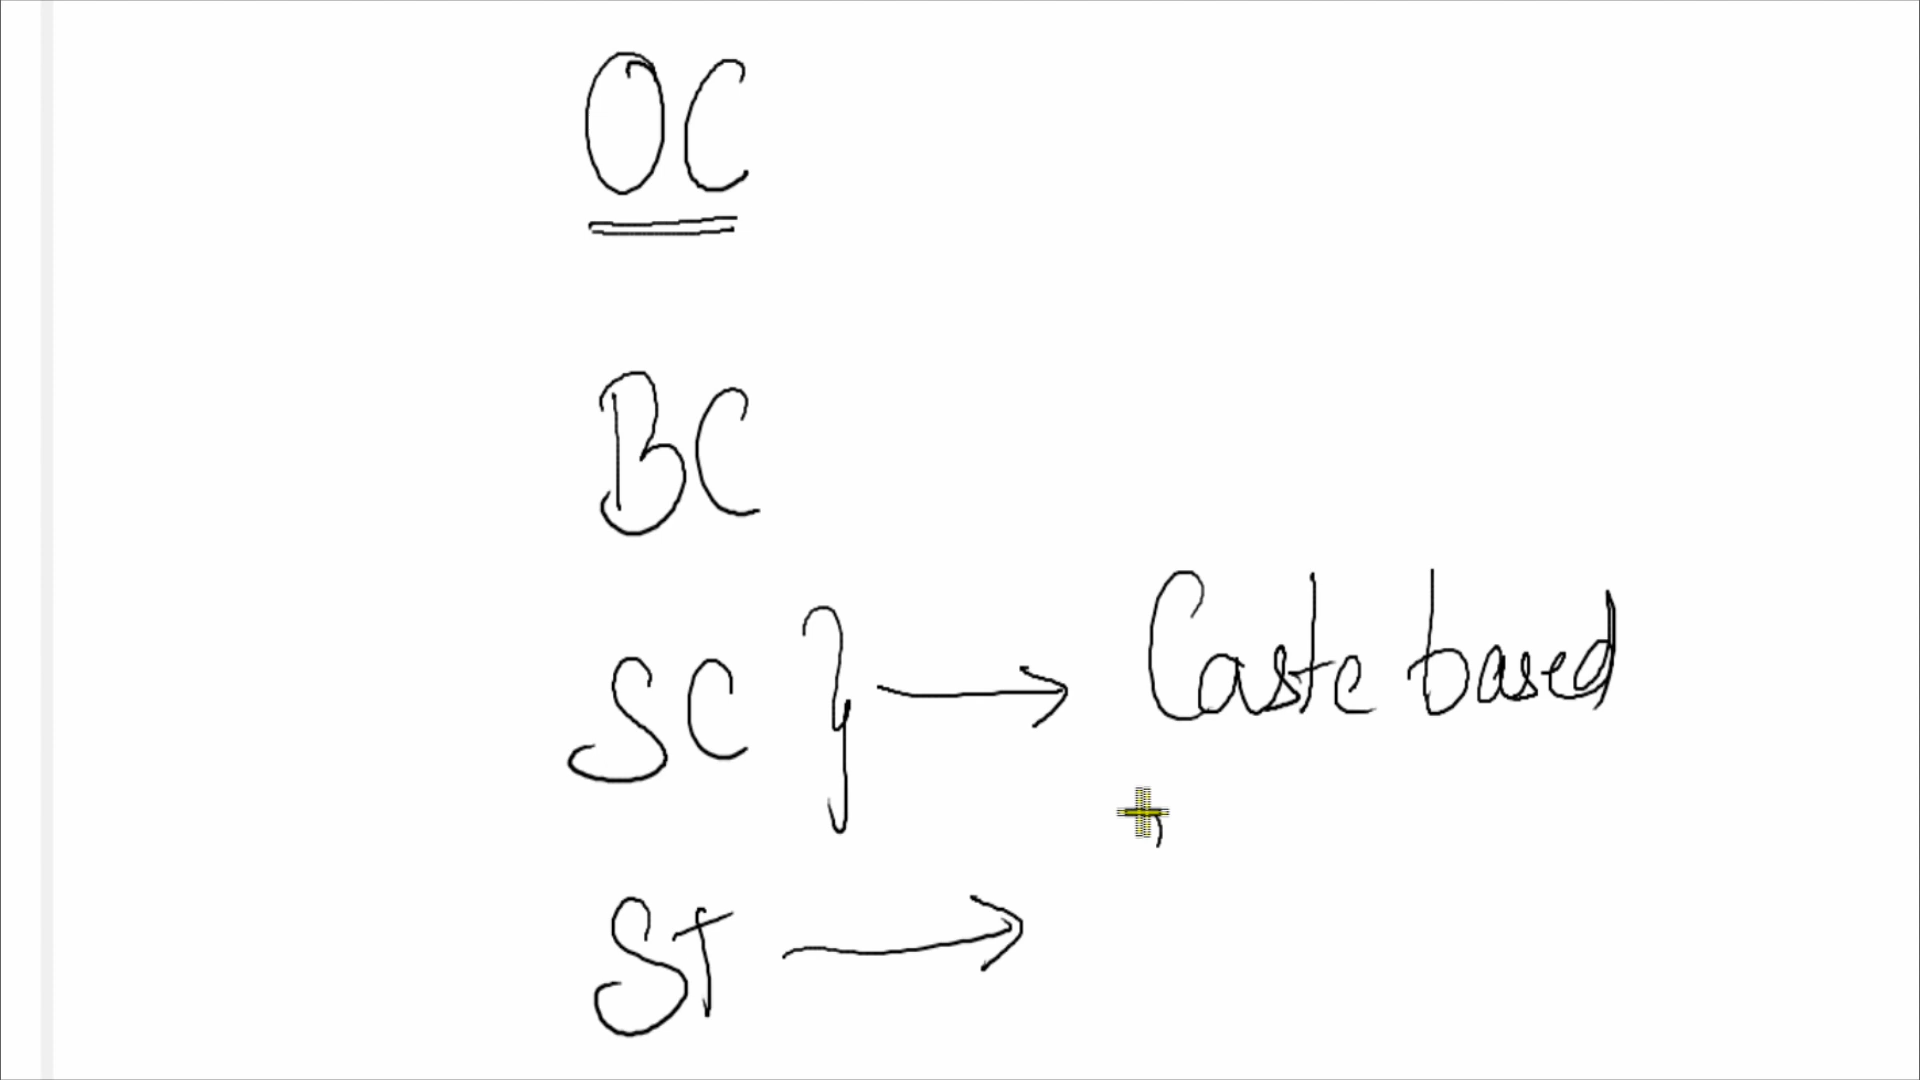 OC
BC
SC } → Caste based
ST →